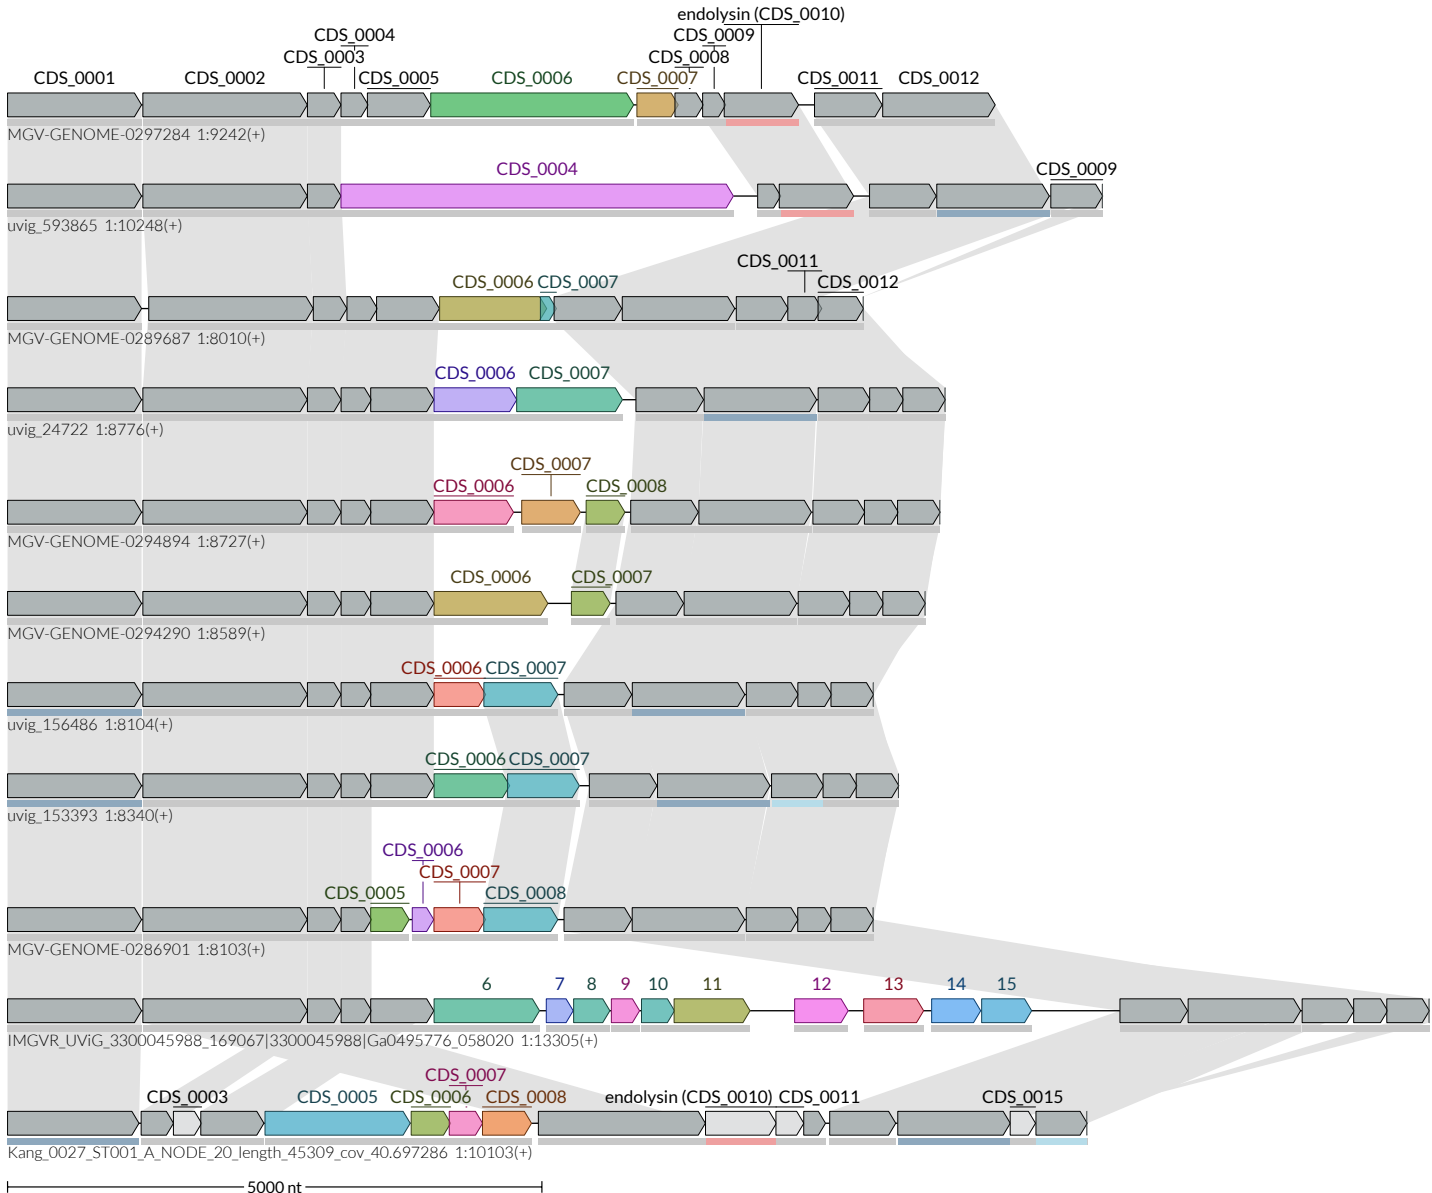 endolysin (CDS_0010)
CDS_0004 CDS_0009
CDS_0003 CDS_0008
CDS_0001 CDS_0002 CDS_0005 CDS_0006 CDS_0007 CDS_0011 CDS_0012
MGV-GENOME-0297284 1:9242(+)
CDS_0004 CDS_0009
uvig_593865 1:10248(+)
CDS_0011
CDS_0006 CDS_0007 CDS_0012
MGV-GENOME-0289687 1:8010(+)
CDS_0006 CDS_0007
uvig_24722 1:8776(+)
CDS_0007
CDS_0006 CDS_0008
MGV-GENOME-0294894 1:8727(+)
CDS_0006 CDS_0007
MGV-GENOME-0294290 1:8589(+)
CDS_0006 CDS_0007
uvig_156486 1:8104(+)
CDS_0006 CDS_0007
uvig_153393 1:8340(+)
CDS_0006
CDS_0007
CDS_0005 CDS_0008
MGV-GENOME-0286901 1:8103(+)
6 7 8 9 10 11 12 13 14 15
IMGVR_UViG_3300045988_169067|3300045988|Ga0495776_058020 1:13305(+)
CDS_0007
CDS_0003 CDS_0005 CDS_0006 CDS_0008 endolysin (CDS_0010) CDS_0011 CDS_0015
Kang_0027_ST001_A_NODE_20_length_45309_cov_40.697286 1:10103(+)
5000 nt